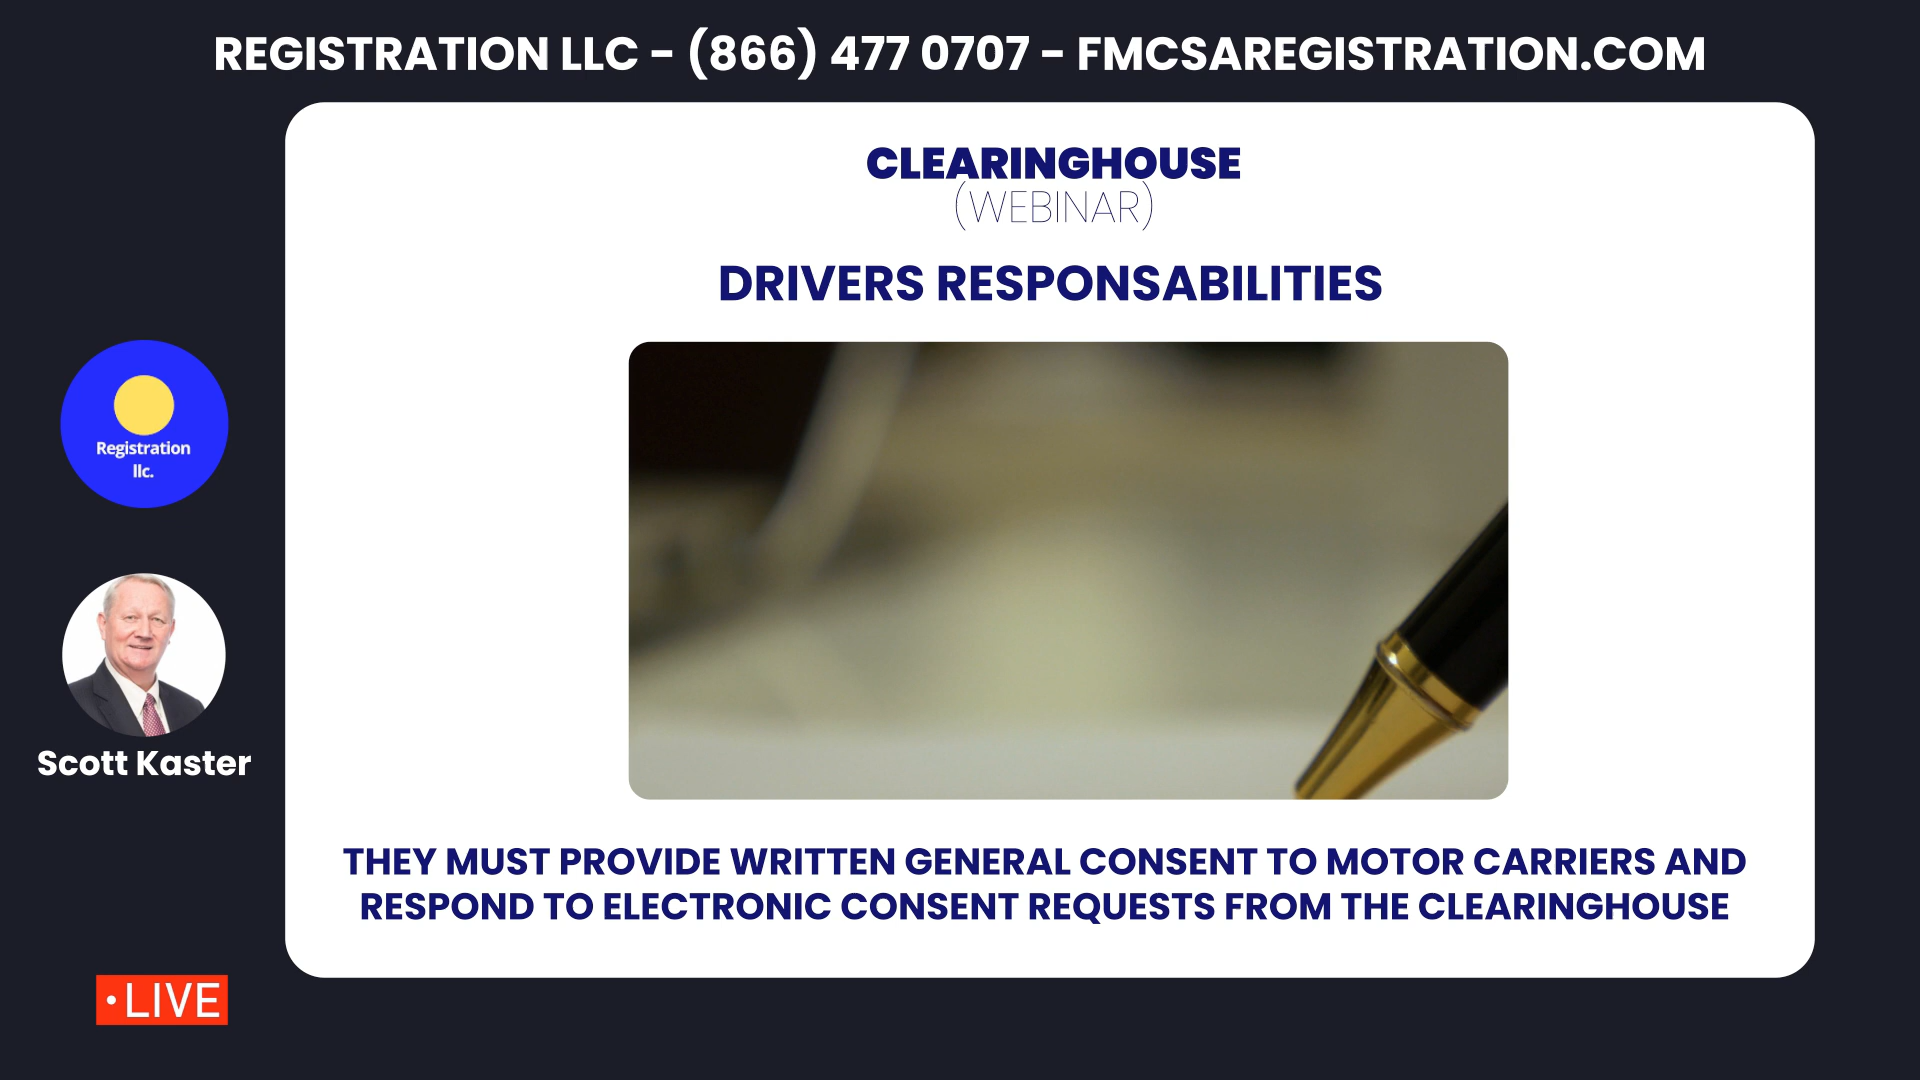 REGISTRATION LLC - (866) 477 0707 - FMCSAREGISTRATION.COM
CLEARINGHOUSE
(WEBINAR)
DRIVERS RESPONSABILITIES
Registration
llc.
Scott Kaster
THEY MUST PROVIDE WRITTEN GENERAL CONSENT TO MOTOR CARRIERS AND
RESPOND TO ELECTRONIC CONSENT REQUESTS FROM THE CLEARINGHOUSE
• LIVE